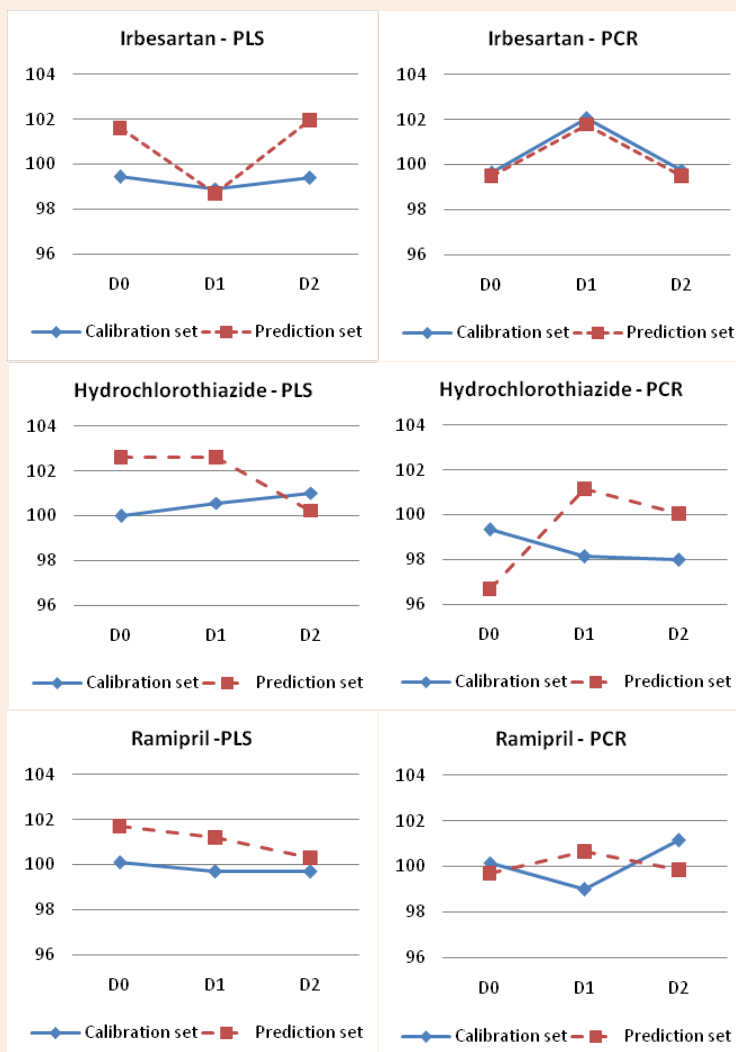 Irbesartan - PLS
104
102
100
98
96
D0 D1 D2
Calibration set Prediction set
Irbesartan - PCR
104
102
100
98
96
D0 D1 D2
Calibration set Prediction set
Hydrochlorothiazide - PLS
104
102
100
98
96
D0 D1 D2
Calibration set Prediction set
Hydrochlorothiazide - PCR
104
102
100
98
96
D0 D1 D2
Calibration set Prediction set
Ramipril -PLS
104
102
100
98
96
D0 D1 D2
Calibration set Prediction set
Ramipril - PCR
104
102
100
98
96
D0 D1 D2
Calibration set Prediction set